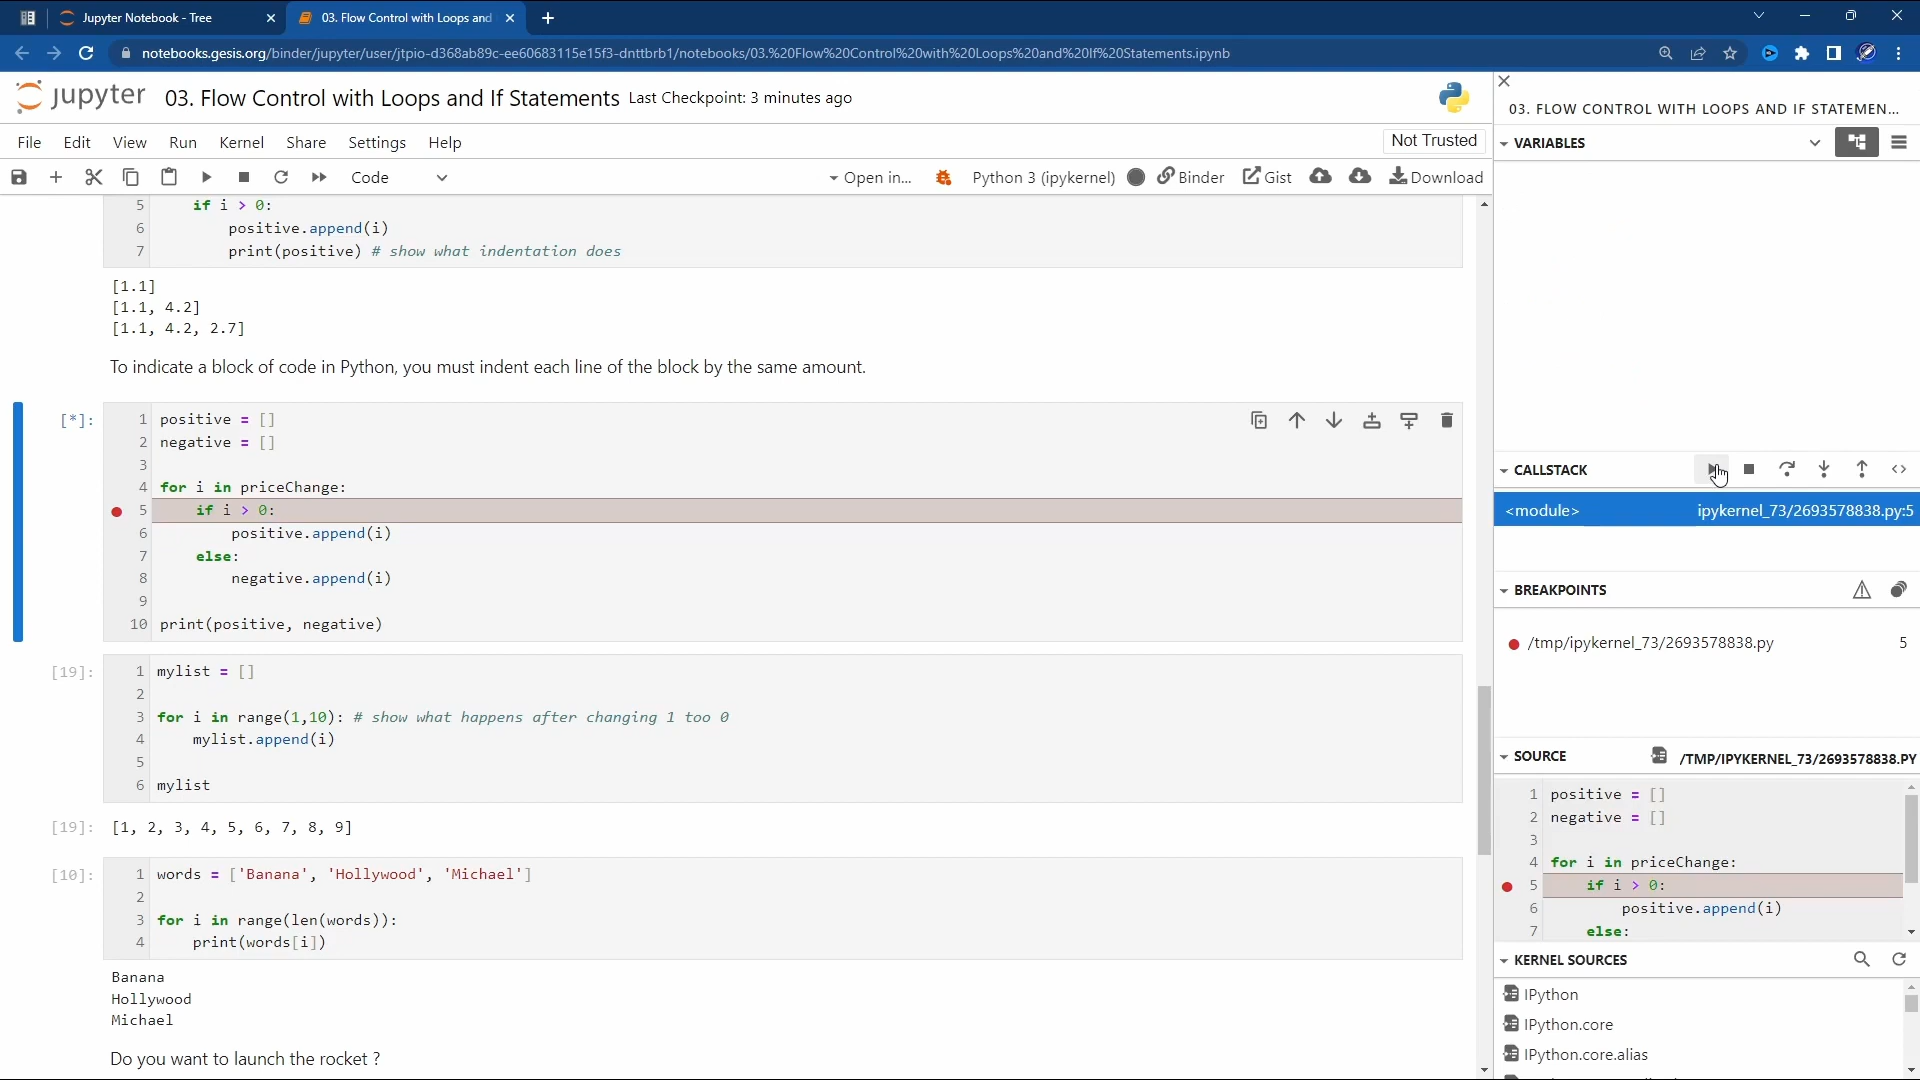 Jupyter Notebook - Tree
03. Flow Control with Loops and
notebooks.gesis.org/binder/jupyter/user/jtpio-d368ab89c-ee60683115e15f3-dnttbrb1/notebooks/03.%20Flow%20Control%20with%20Loops%20and%20If%20Statements.ipynb
jupyter 03. Flow Control with Loops and If Statements Last Checkpoint: 3 minutes ago
File Edit View Run Kernel Share Settings Help Not Trusted
Code Open in... Python 3 (ipykernel) Binder Gist Download
5 if i > 0:
6 positive.append(i)
7 print(positive) # show what indentation does
[1.1]
[1.1, 4.2]
[1.1, 4.2, 2.7]
To indicate a block of code in Python, you must indent each line of the block by the same amount.
[*]: 1 positive = []
2 negative = []
3
4 for i in priceChange:
5 if i > 0:
6 positive.append(i)
7 else:
8 negative.append(i)
9
10 print(positive, negative)
[19]: 1 mylist = []
2
3 for i in range(1,10): # show what happens after changing 1 too 0
4 mylist.append(i)
5
6 mylist
[19]: [1, 2, 3, 4, 5, 6, 7, 8, 9]
[10]: 1 words = ['Banana', 'Hollywood', 'Michael']
2
3 for i in range(len(words)):
4 print(words[i])
Banana
Hollywood
Michael
Do you want to launch the rocket ?
03. FLOW CONTROL WITH LOOPS AND IF STATEMEN...
VARIABLES
CALLSTACK
<module> ipykernel_73/2693578838.py:5
BREAKPOINTS
/tmp/ipykernel_73/2693578838.py 5
SOURCE /TMP/IPYKERNEL_73/2693578838.PY
1 positive = []
2 negative = []
3
4 for i in priceChange:
5 if i > 0:
6 positive.append(i)
7 else:
KERNEL SOURCES
IPython
IPython.core
IPython.core.alias